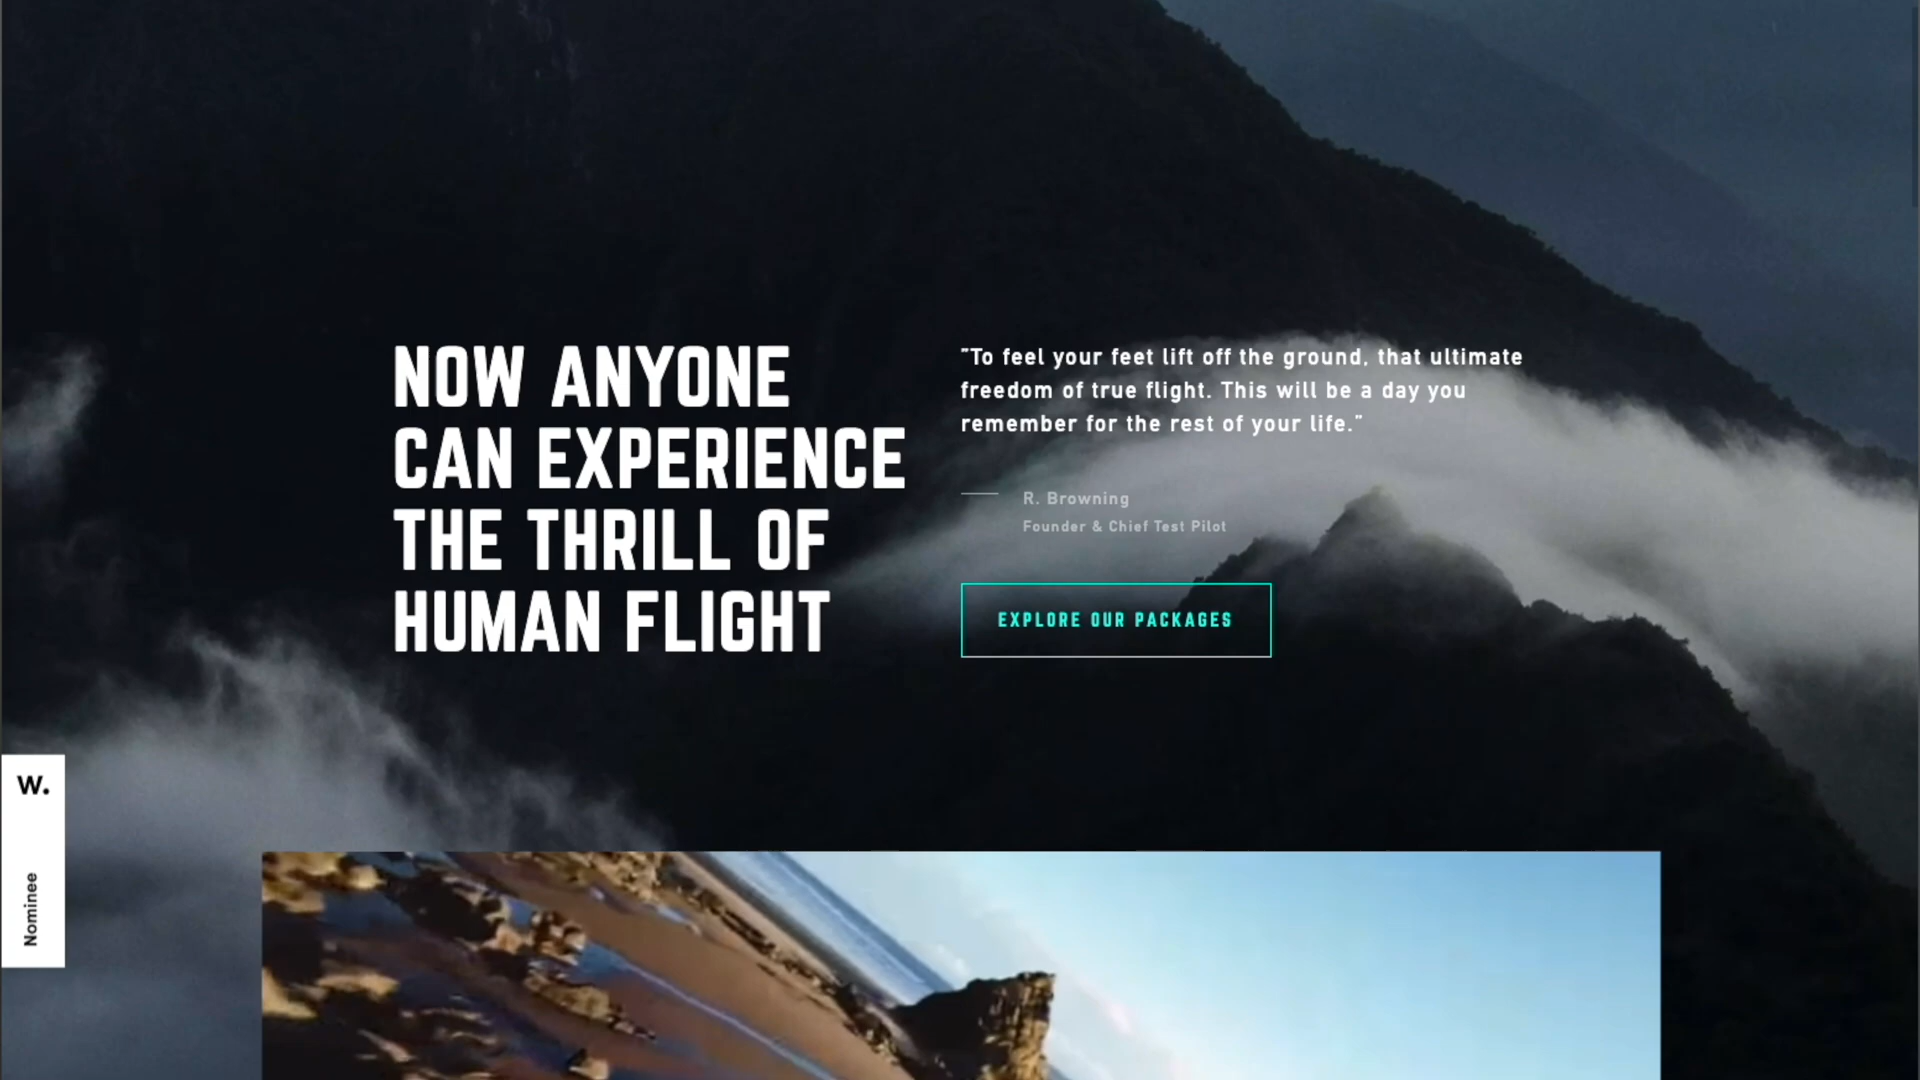 NOW ANYONE
CAN EXPERIENCE
THE THRILL OF
HUMAN FLIGHT
"To feel your feet lift off the ground, that ultimate
freedom of true flight. This will be a day you
remember for the rest of your life."
R. Browning
Founder & Chief Test Pilot
EXPLORE OUR PACKAGES
W.
Nominee